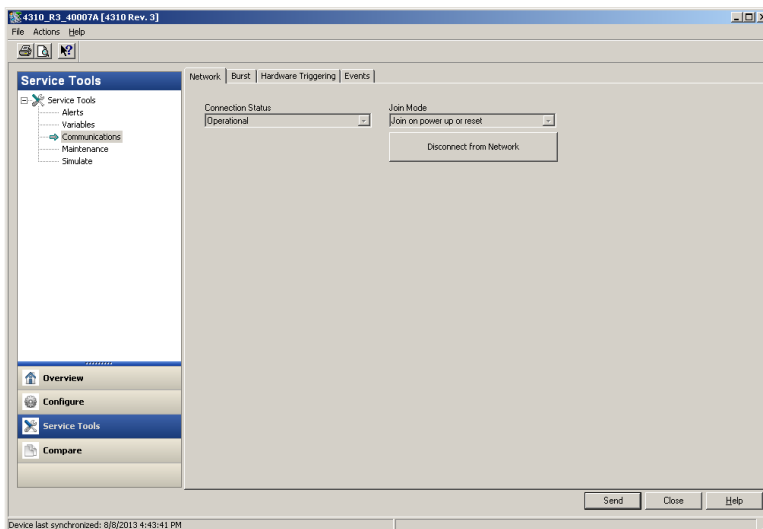 4310_R3_40007A [4310 Rev. 3]
File Actions Help
Service Tools
Service Tools
Alerts
Variables
Communications
Maintenance
Simulate
Network Burst Hardware Triggering Events
Connection Status Join Mode
Operational Join on power up or reset
Disconnect from Network
Overview
Configure
Service Tools
Compare
Send Close Help
Device last synchronized: 8/8/2013 4:43:41 PM